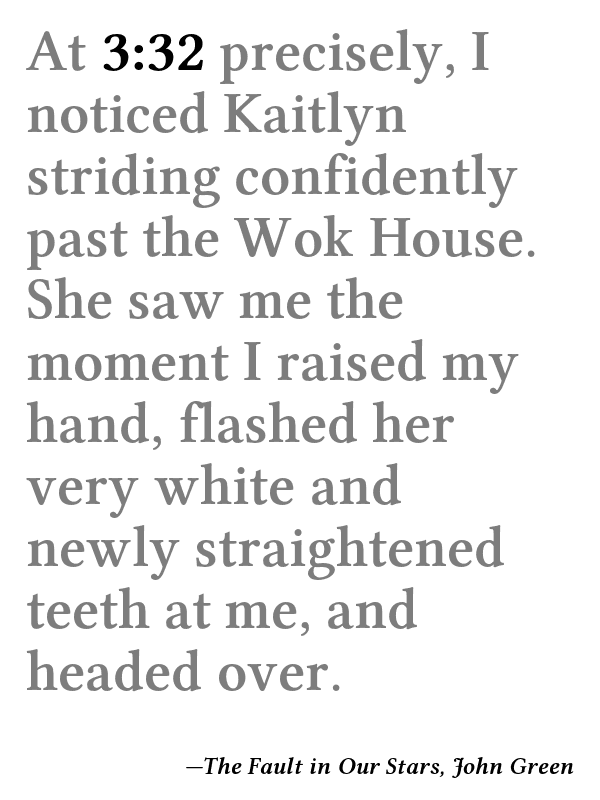 At 3:32 precisely, I
noticed Kaitlyn
striding confidently
past the Wok House.
She saw me the
moment I raised my
hand, flashed her
very white and
newly straightened
teeth at me, and
headed over.
—The Fault in Our Stars, John Green